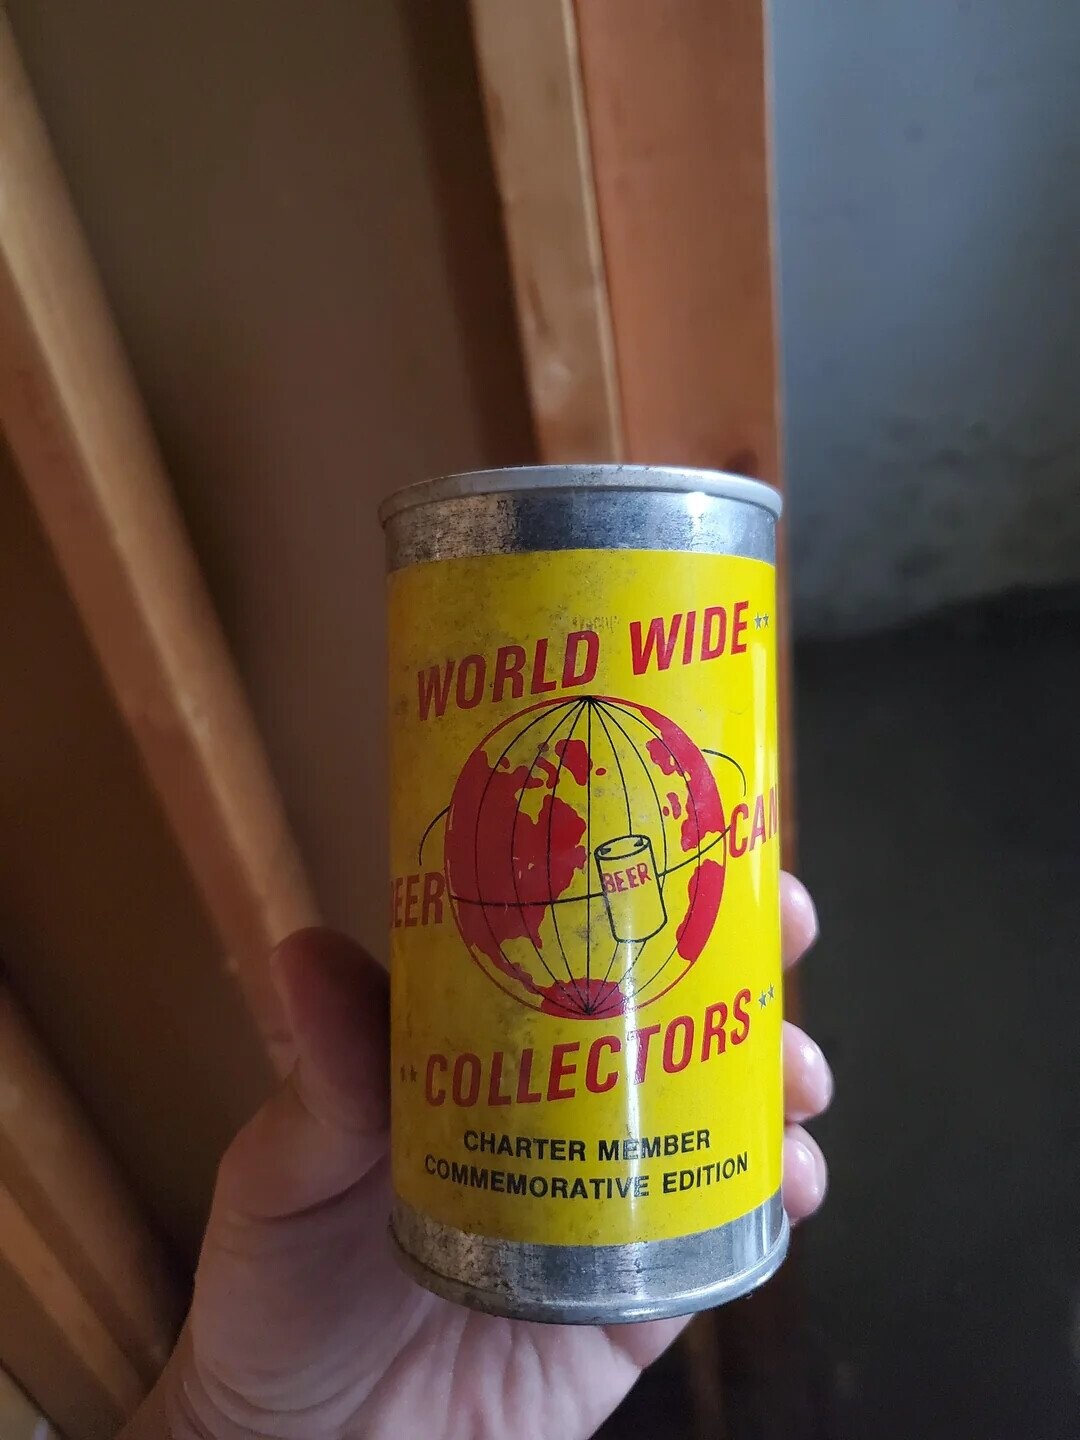 WORLD WIDE **
BEER
BEER CAN
** COLLECTORS **
CHARTER MEMBER
COMMEMORATIVE EDITION